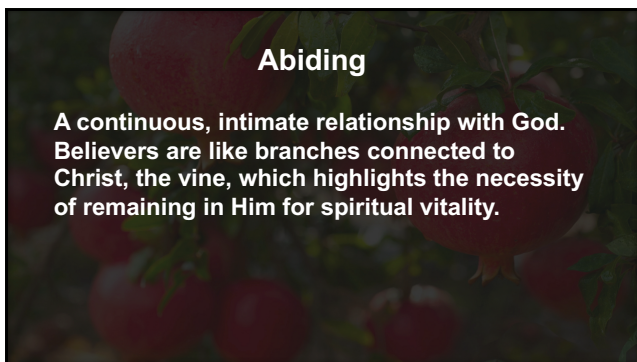 Abiding
A continuous, intimate relationship with God.
Believers are like branches connected to
Christ, the vine, which highlights the necessity
of remaining in Him for spiritual vitality.